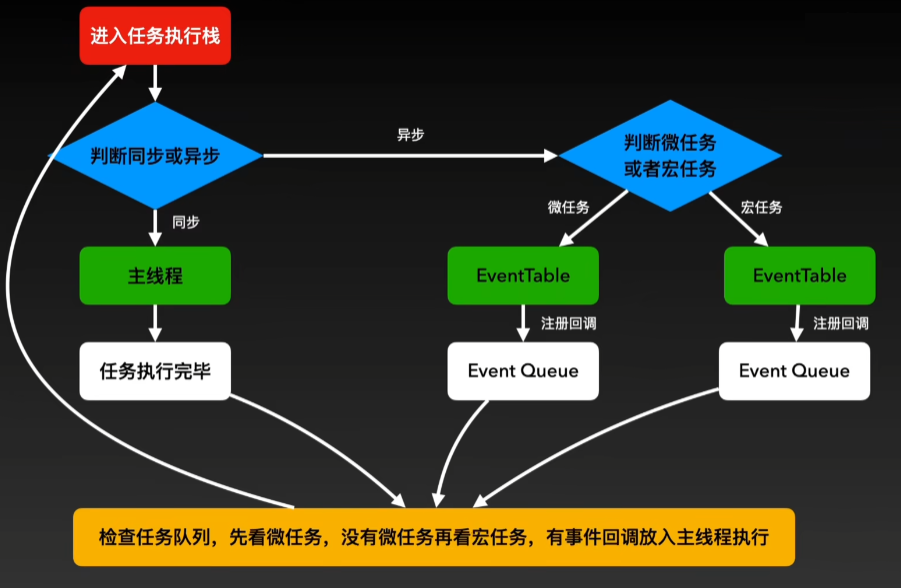 进入任务执行栈
判断同步或异步
异步
判断微任务
或者宏任务
同步
微任务
宏任务
主线程
EventTable
EventTable
注册回调
注册回调
任务执行完毕
Event Queue
Event Queue
检查任务队列，先看微任务，没有微任务再看宏任务，有事件回调放入主线程执行